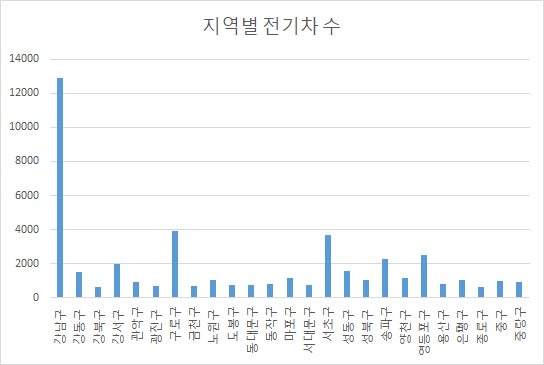 지역별 전기차 수
14000
12000
10000
8000
6000
4000
2000
0
강남구
강동구
강북구
강서구
관악구
광진구
구로구
금천구
노원구
도봉구
동대문구
동작구
마포구
서대문구
서초구
성동구
성북구
송파구
양천구
영등포구
용산구
은평구
종로구
중구
중랑구